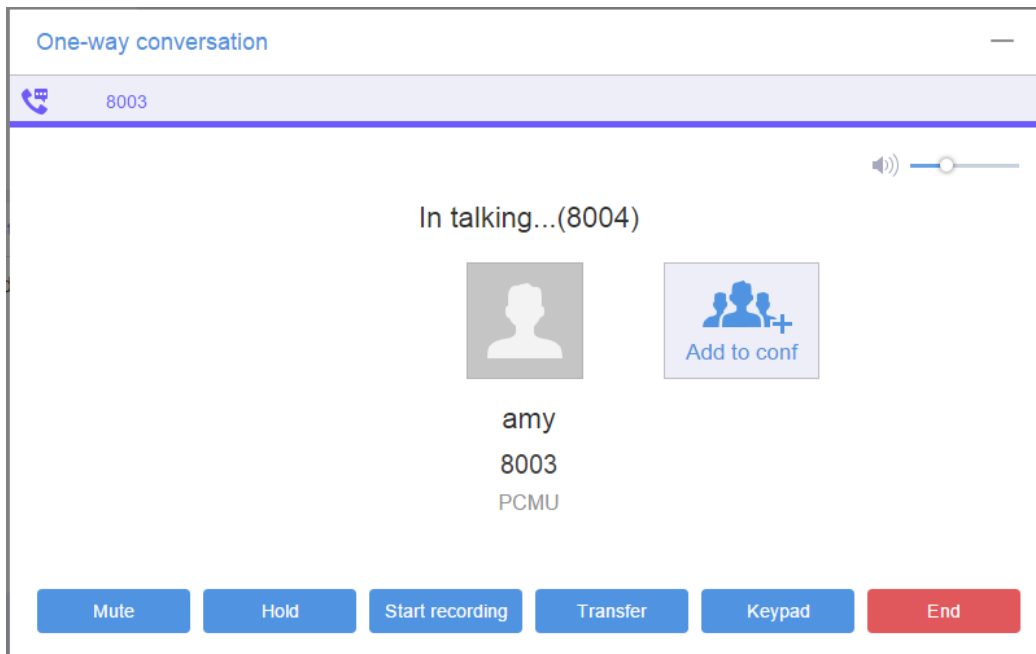 One-way conversation
8003
In talking...(8004)
Add to conf
amy
8003
PCMU
Mute Hold Start recording Transfer Keypad End